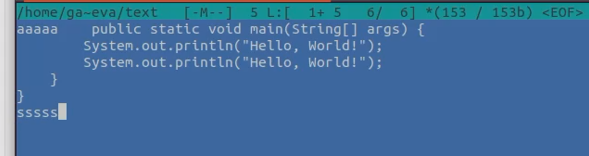 /home/ga~eva/text   [-M--]  5 L:[  1+ 5   6/  6] *(153 / 153b) <EOF>
aaaaa    public static void main(String[] args) {
        System.out.println("Hello, World!");
        System.out.println("Hello, World!");
    }
}
sssss